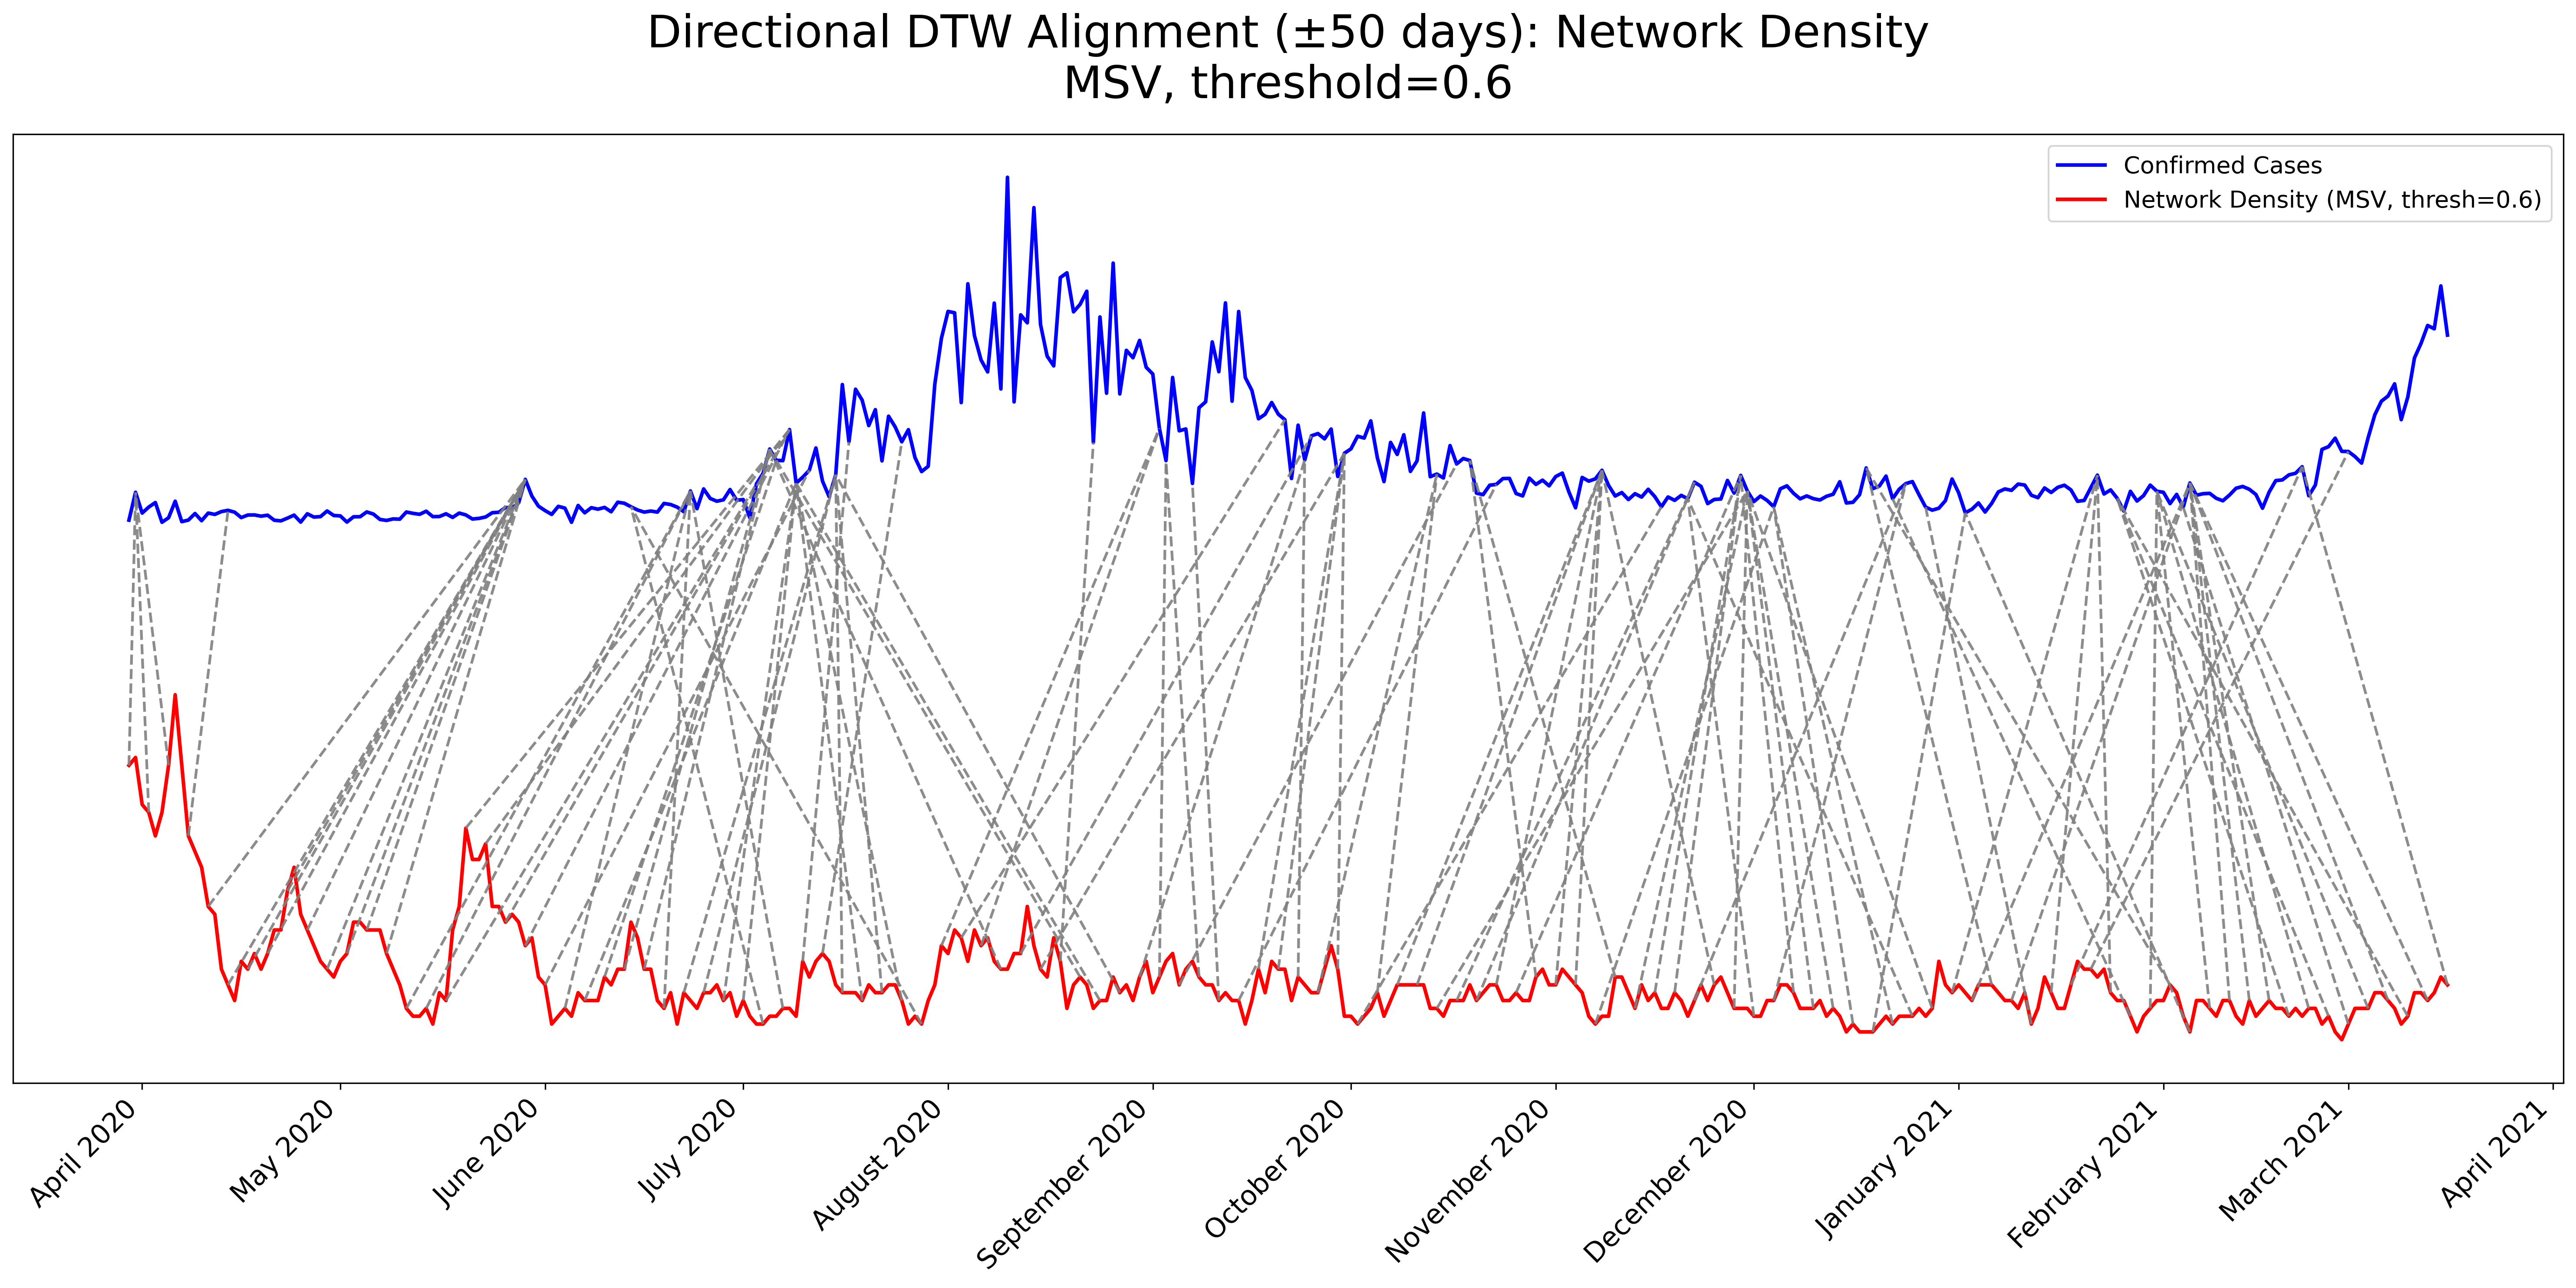 Directional DTW Alignment (±50 days): Network Density
MSV, threshold=0.6
Confirmed Cases
Network Density (MSV, thresh=0.6)
April 2020
May 2020
June 2020
July 2020
August 2020
September 2020
October 2020
November 2020
December 2020
January 2021
February 2021
March 2021
April 2021